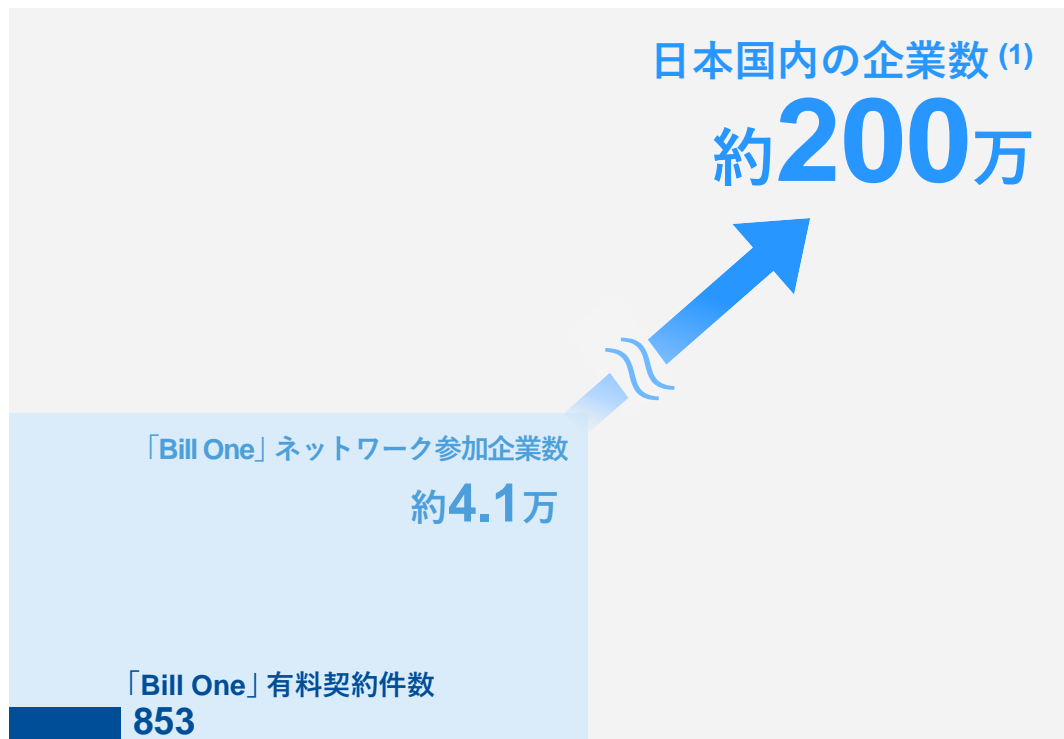 日本国内の企業数 (1)
約200万
「Bill One」ネットワーク参加企業数
約4.1万
「Bill One」有料契約件数
853